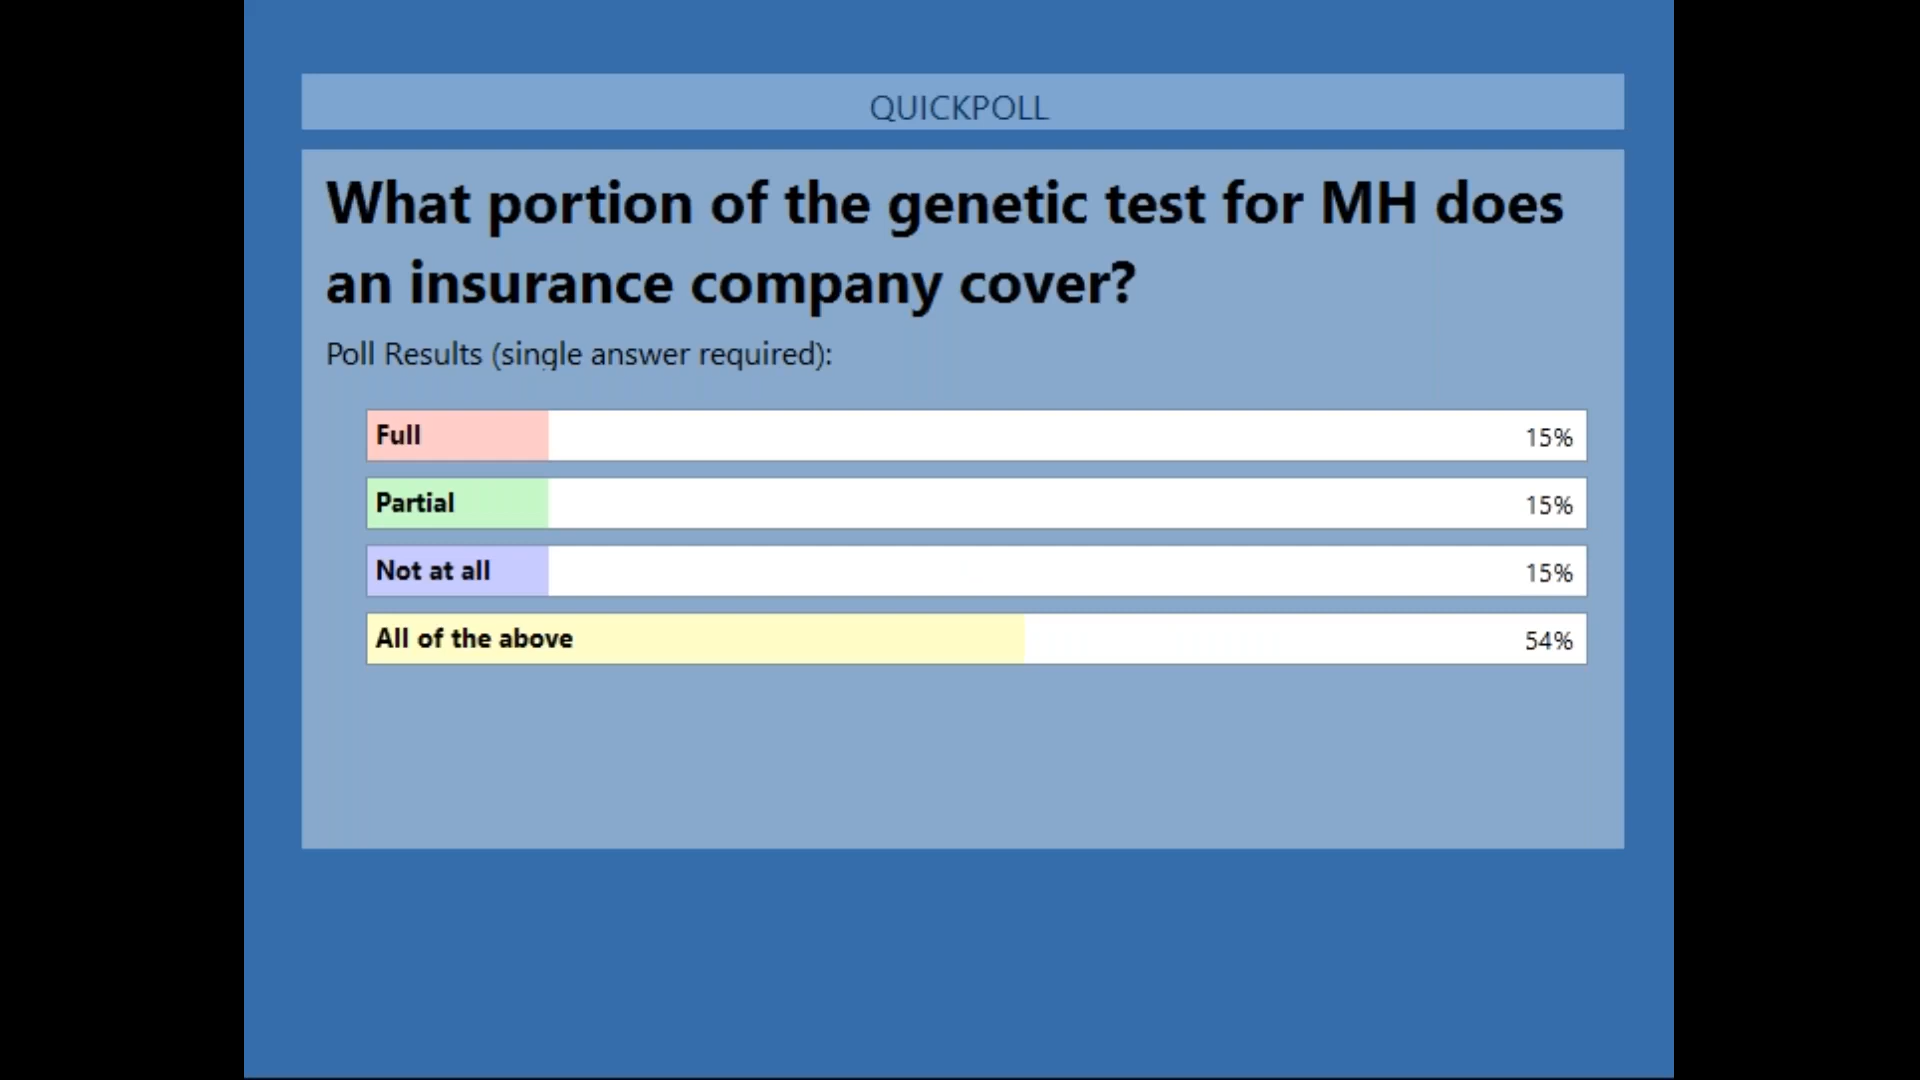 QUICKPOLL
What portion of the genetic test for MH does
an insurance company cover?
Poll Results (single answer required):
Full 15%
Partial 15%
Not at all 15%
All of the above 54%